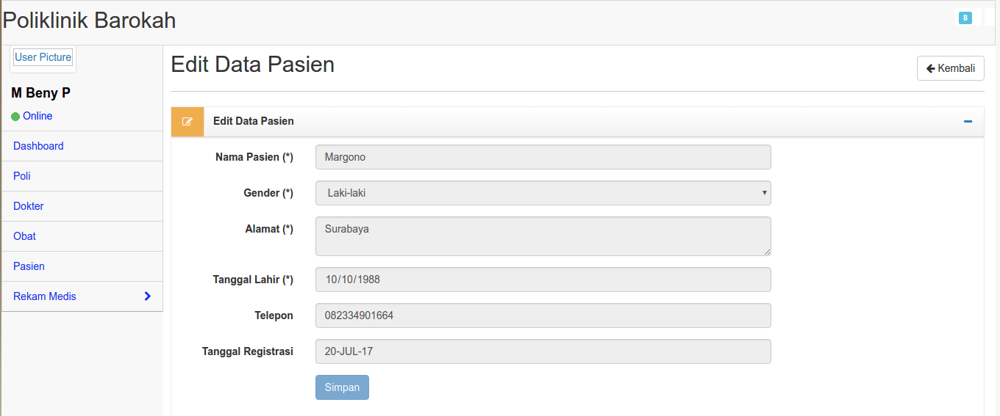 Poliklinik Barokah
8
User Picture
M Beny P
Online
Dashboard
Poli
Dokter
Obat
Pasien
Rekam Medis
Edit Data Pasien
Kembali
Edit Data Pasien
Nama Pasien (*) Margono
Gender (*) Laki-laki
Alamat (*) Surabaya
Tanggal Lahir (*) 10/10/1988
Telepon 082334901664
Tanggal Registrasi 20-JUL-17
Simpan